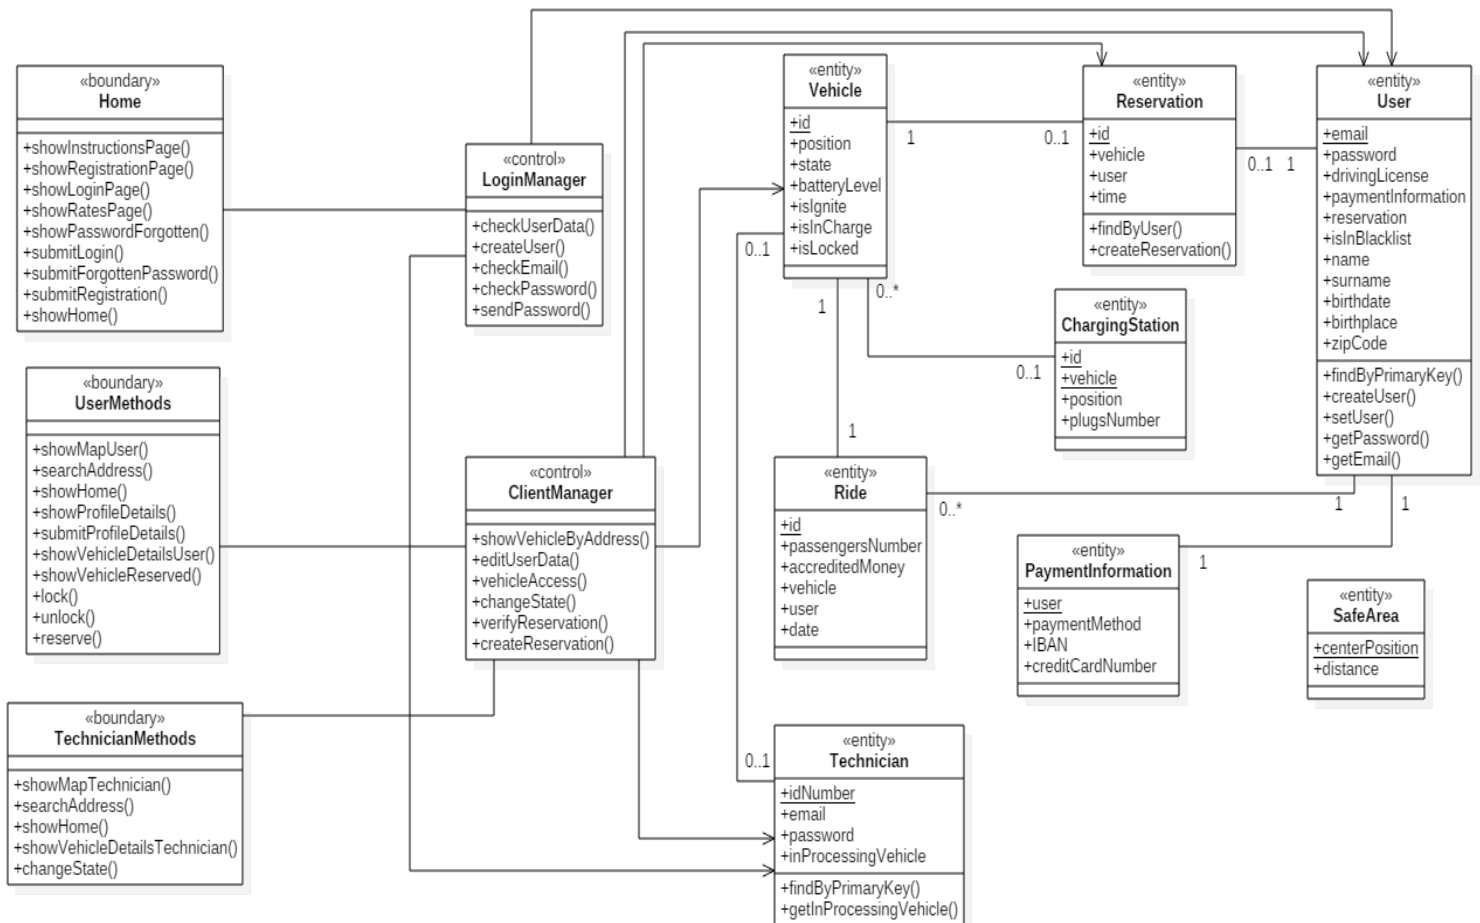 «boundary»
Home
+showInstructionsPage()
+showRegistrationPage()
+showLoginPage()
+showRatesPage()
+showPasswordForgotten()
+submitLogin()
+submitForgottenPassword()
+submitRegistration()
+showHome()
«control»
LoginManager
+checkUserData()
+createUser()
+checkEmail()
+checkPassword()
+sendPassword()
«entity»
Vehicle
+id
+position
+state
+batteryLevel
+isIgnite
+isInCharge
+isLocked
1
0..1
«entity»
Reservation
+id
+vehicle
+user
+time
+findByUser()
+createReservation()
0..1
1
«entity»
User
+email
+password
+drivingLicense
+paymentInformation
+reservation
+isInBlacklist
+name
+surname
+birthdate
+birthplace
+zipCode
+findByPrimaryKey()
+createUser()
+setUser()
+getPassword()
+getEmail()
0..1
0..*
1
«entity»
ChargingStation
+id
+vehicle
+position
+plugsNumber
0..1
1
«boundary»
UserMethods
+showMapUser()
+searchAddress()
+showHome()
+showProfileDetails()
+submitProfileDetails()
+showVehicleDetailsUser()
+showVehicleReserved()
+lock()
+unlock()
+reserve()
«control»
ClientManager
+showVehicleByAddress()
+editUserData()
+vehicleAccess()
+changeState()
+verifyReservation()
+createReservation()
«entity»
Ride
+id
+passengersNumber
+accreditedMoney
+vehicle
+user
+date
0..*
1
1
1
«entity»
PaymentInformation
+user
+paymentMethod
+IBAN
+creditCardNumber
«entity»
SafeArea
+centerPosition
+distance
«boundary»
TechnicianMethods
+showMapTechnician()
+searchAddress()
+showHome()
+showVehicleDetailsTechnician()
+changeState()
0..1
«entity»
Technician
+idNumber
+email
+password
+inProcessingVehicle
+findByPrimaryKey()
+getInProcessingVehicle()